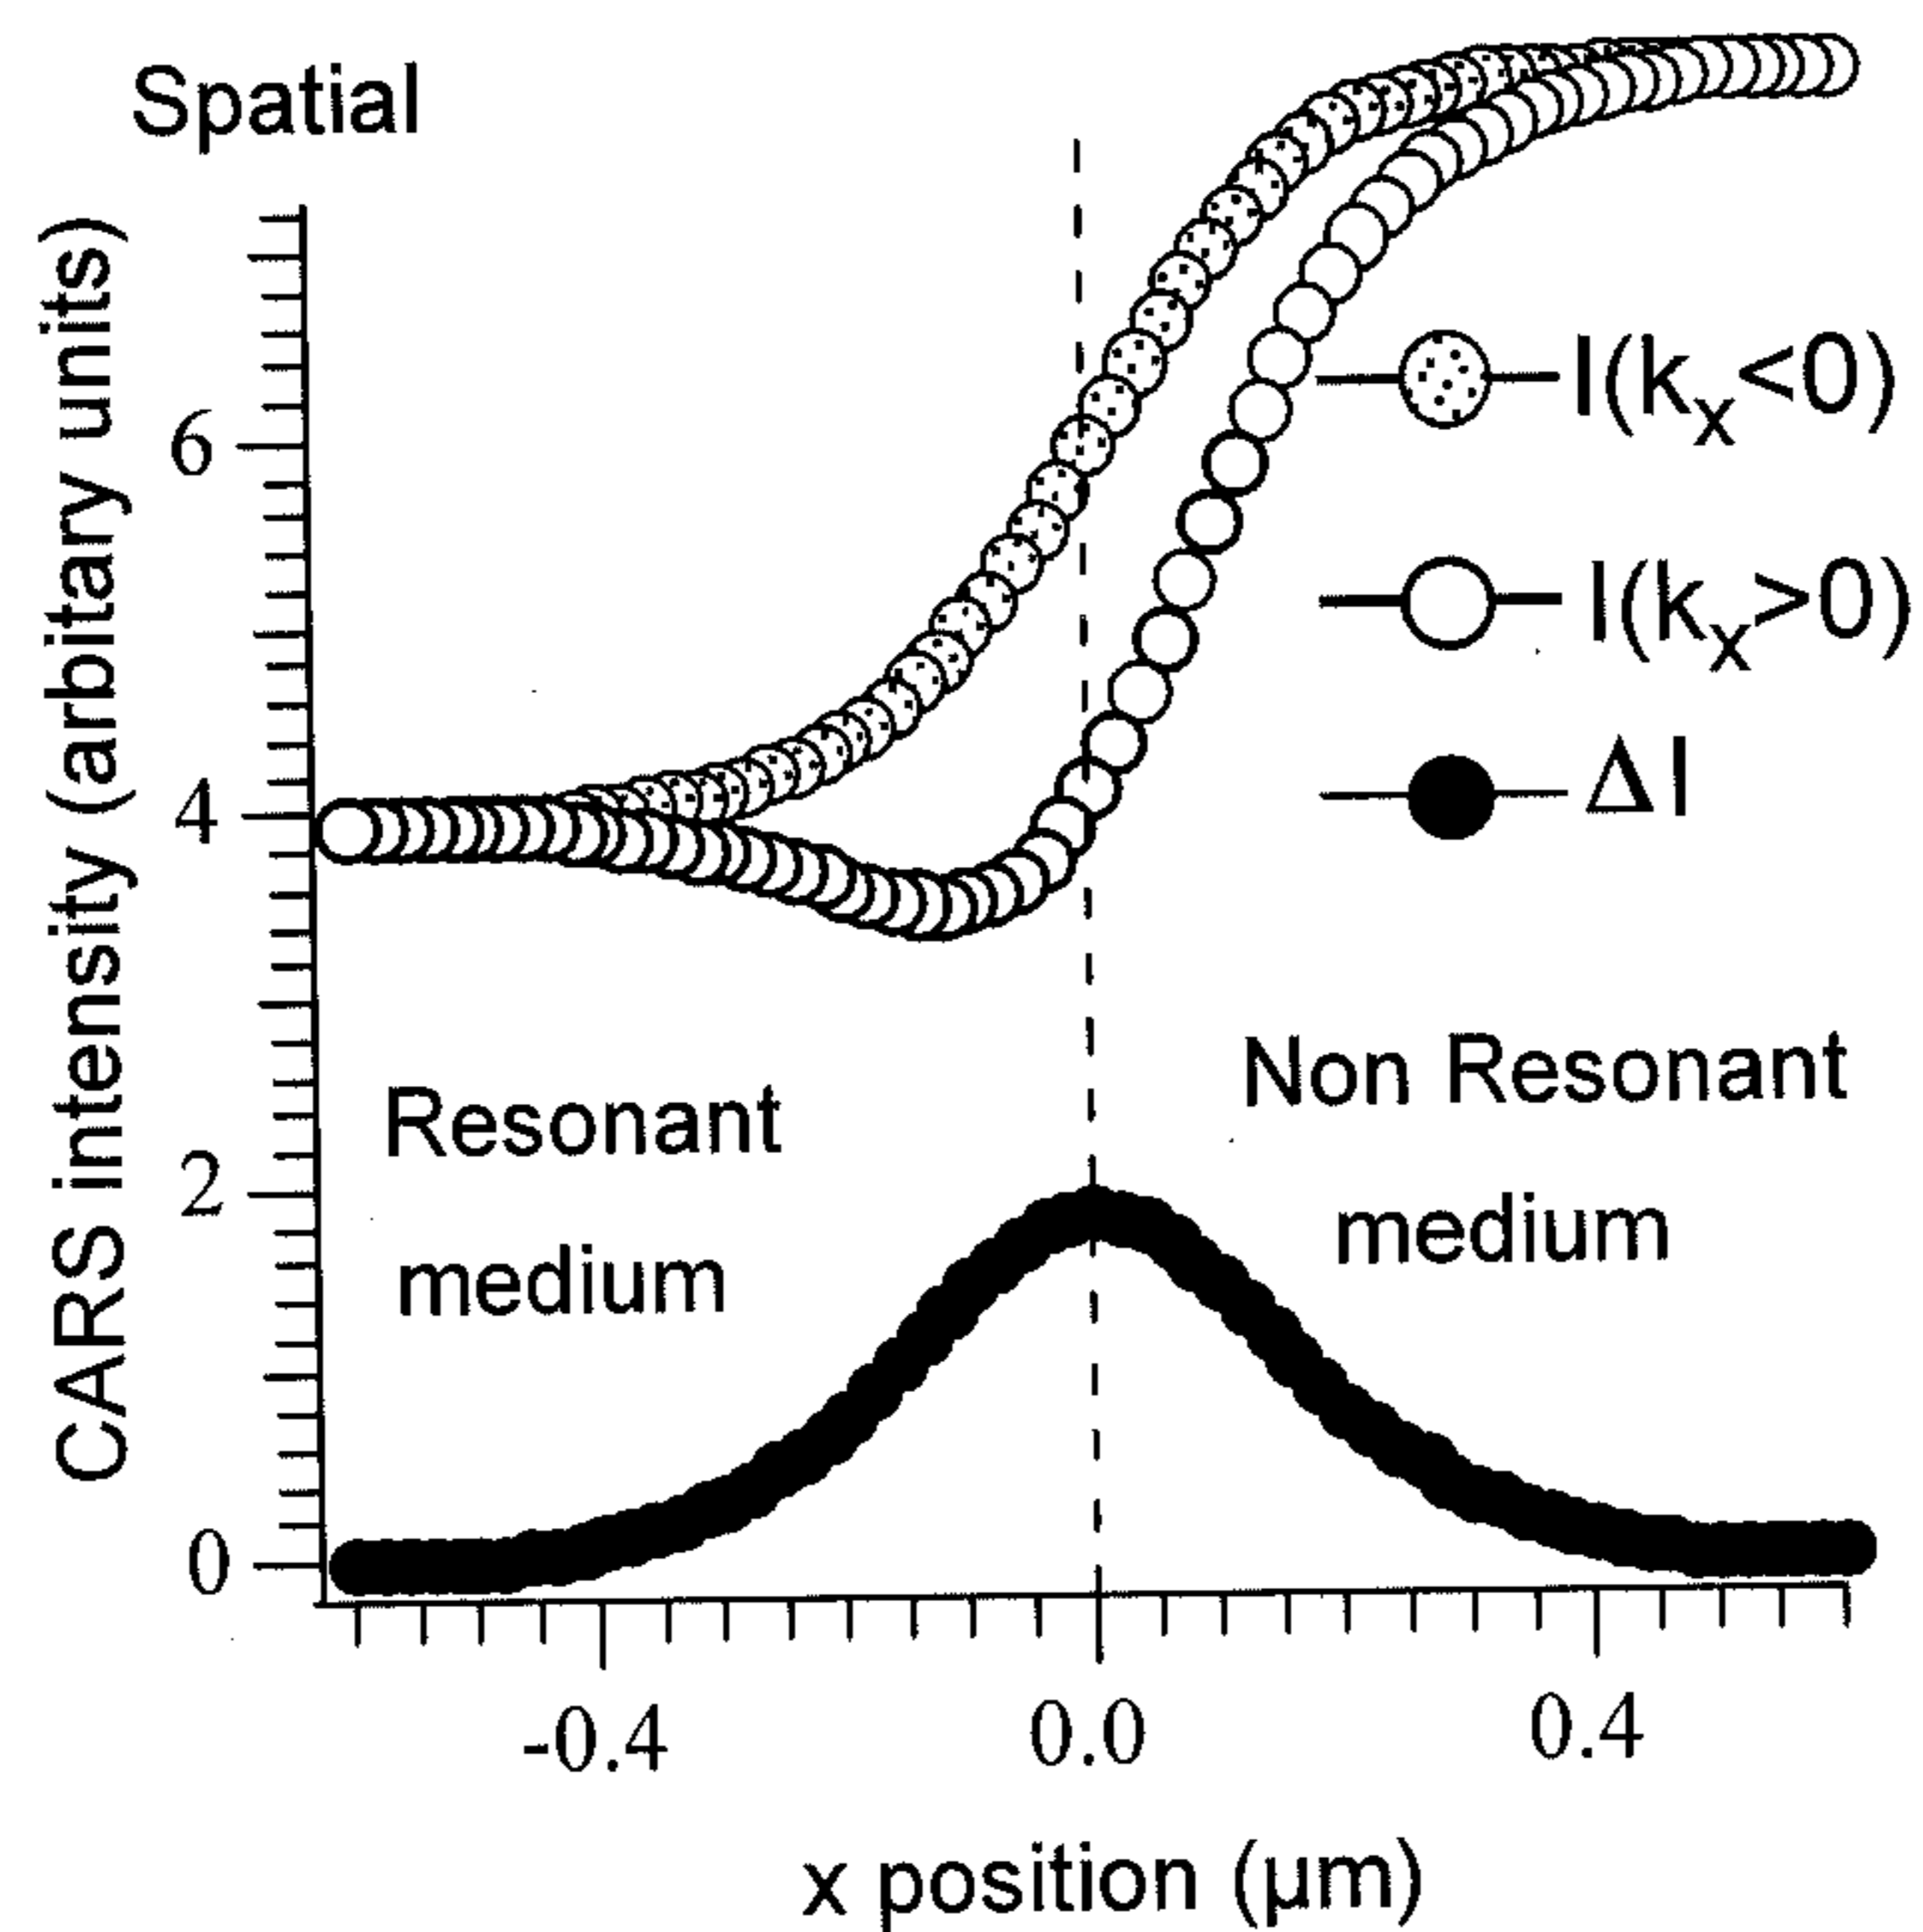 Spatial
CARS intensity (arbitary units)
6
4
2
0
I(kx<0)
I(kx>0)
ΔI
Resonant
medium
Non Resonant
medium
-0.4
0.0
0.4
x position (μm)